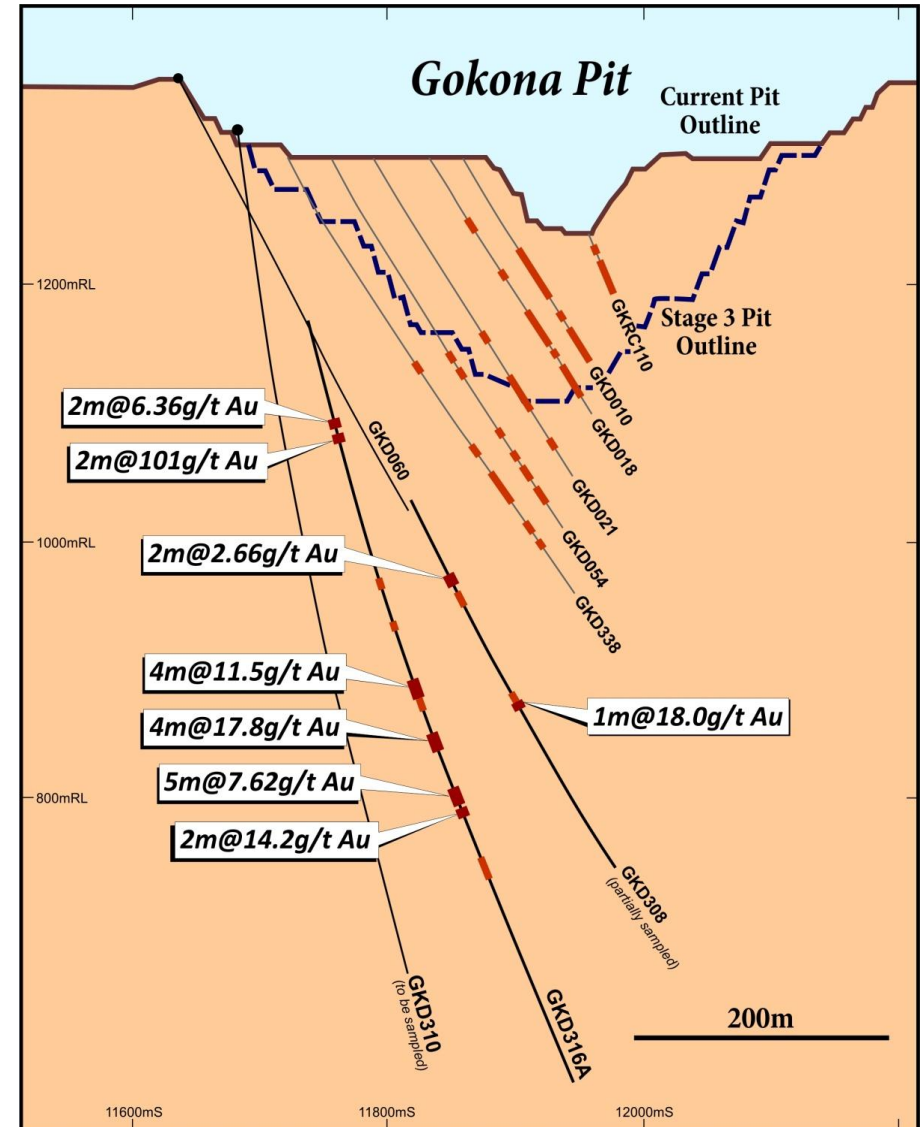 Gokona Pit
Current Pit
Outline
1200mRL
Stage 3 Pit
Outline
GKRC110
GKD010
GKD018
GKD021
GKD054
GKD338
GKD060
2m@6.36g/t Au
2m@101g/t Au
1000mRL
2m@2.66g/t Au
4m@11.5g/t Au
1m@18.0g/t Au
4m@17.8g/t Au
5m@7.62g/t Au
800mRL
2m@14.2g/t Au
GKD308
(partially sampled)
GKD310
(to be sampled)
GKD316A
200m
11600mS
11800mS
12000mS